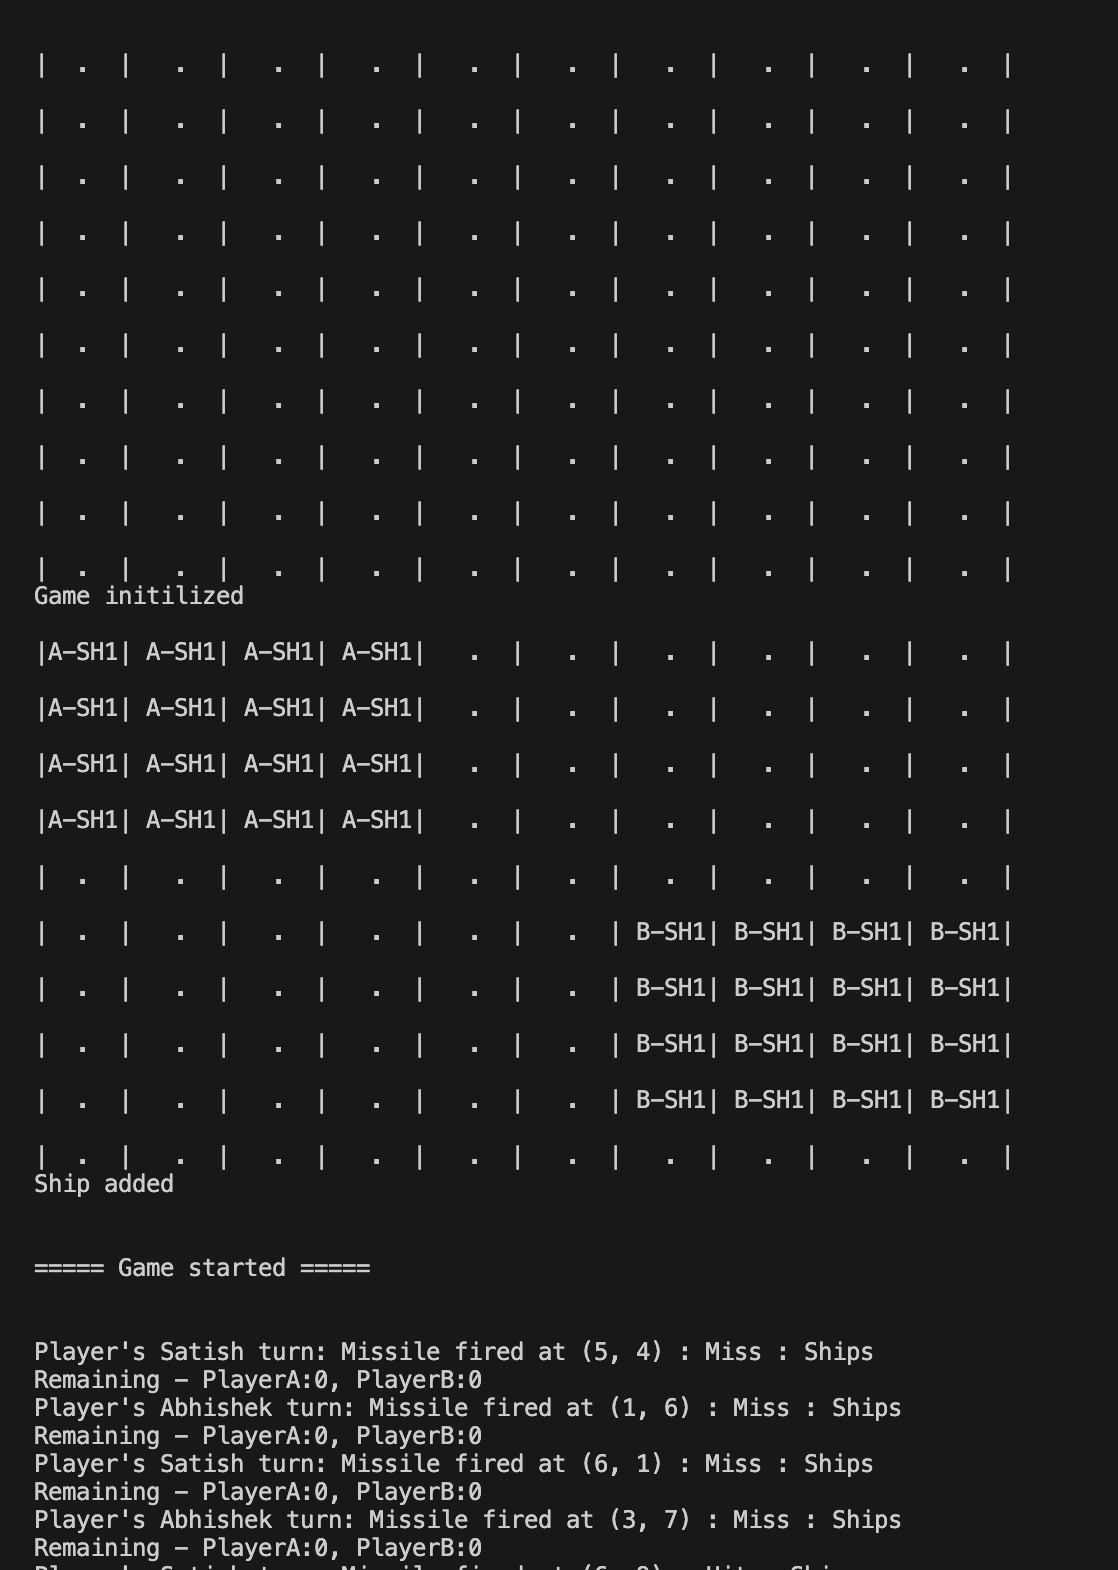 |  .  |   .  |   .  |   .  |   .  |   .  |   .  |   .  |   .  |   .  |
|  .  |   .  |   .  |   .  |   .  |   .  |   .  |   .  |   .  |   .  |
|  .  |   .  |   .  |   .  |   .  |   .  |   .  |   .  |   .  |   .  |
|  .  |   .  |   .  |   .  |   .  |   .  |   .  |   .  |   .  |   .  |
|  .  |   .  |   .  |   .  |   .  |   .  |   .  |   .  |   .  |   .  |
|  .  |   .  |   .  |   .  |   .  |   .  |   .  |   .  |   .  |   .  |
|  .  |   .  |   .  |   .  |   .  |   .  |   .  |   .  |   .  |   .  |
|  .  |   .  |   .  |   .  |   .  |   .  |   .  |   .  |   .  |   .  |
|  .  |   .  |   .  |   .  |   .  |   .  |   .  |   .  |   .  |   .  |
|  .  |   .  |   .  |   .  |   .  |   .  |   .  |   .  |   .  |   .  |
Game initilized
|A-SH1| A-SH1| A-SH1| A-SH1|   .  |   .  |   .  |   .  |   .  |   .  |
|A-SH1| A-SH1| A-SH1| A-SH1|   .  |   .  |   .  |   .  |   .  |   .  |
|A-SH1| A-SH1| A-SH1| A-SH1|   .  |   .  |   .  |   .  |   .  |   .  |
|A-SH1| A-SH1| A-SH1| A-SH1|   .  |   .  |   .  |   .  |   .  |   .  |
|  .  |   .  |   .  |   .  |   .  |   .  |   .  |   .  |   .  |   .  |
|  .  |   .  |   .  |   .  |   .  |   .  | B-SH1| B-SH1| B-SH1| B-SH1|
|  .  |   .  |   .  |   .  |   .  |   .  | B-SH1| B-SH1| B-SH1| B-SH1|
|  .  |   .  |   .  |   .  |   .  |   .  | B-SH1| B-SH1| B-SH1| B-SH1|
|  .  |   .  |   .  |   .  |   .  |   .  | B-SH1| B-SH1| B-SH1| B-SH1|
|  .  |   .  |   .  |   .  |   .  |   .  |   .  |   .  |   .  |   .  |
Ship added
===== Game started =====
Player's Satish turn: Missile fired at (5, 4) : Miss : Ships
Remaining - PlayerA:0, PlayerB:0
Player's Abhishek turn: Missile fired at (1, 6) : Miss : Ships
Remaining - PlayerA:0, PlayerB:0
Player's Satish turn: Missile fired at (6, 1) : Miss : Ships
Remaining - PlayerA:0, PlayerB:0
Player's Abhishek turn: Missile fired at (3, 7) : Miss : Ships
Remaining - PlayerA:0, PlayerB:0